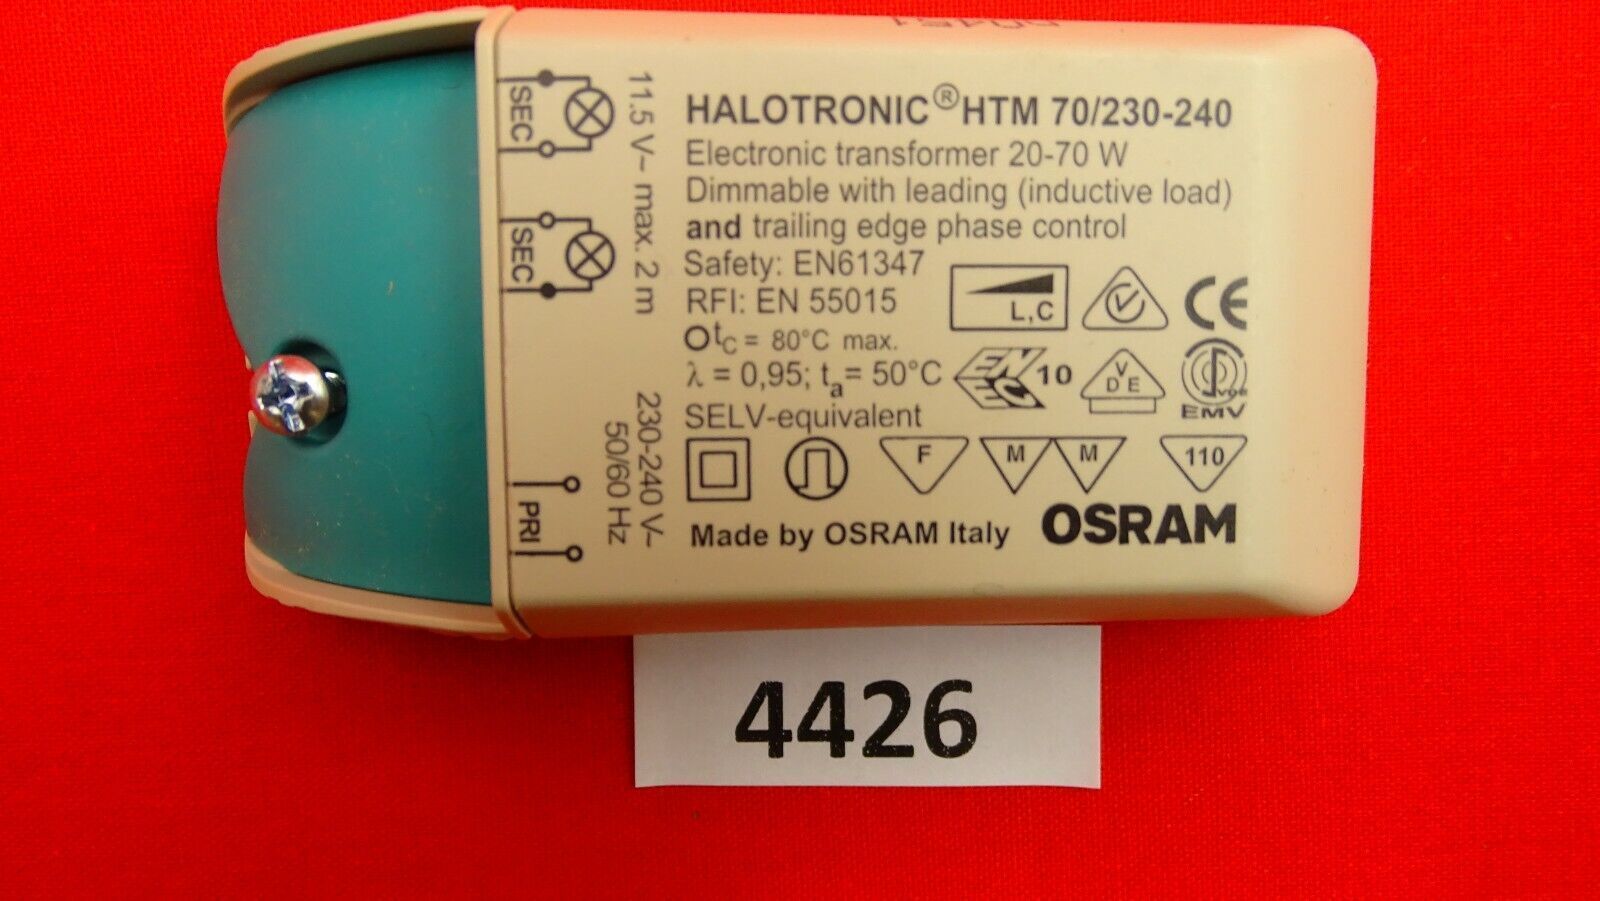 HALOTRONIC® HTM 70/230-240
Electronic transformer 20-70 W
Dimmable with leading (inductive load)
and trailing edge phase control
Safety: EN61347
RFI: EN 55015
tc = 80°C max.
λ = 0,95; ta = 50°C
SELV-equivalent
L,C
CE
ENEC 10
VDE
VDE
EMV
F
M M
110
Made by OSRAM Italy
OSRAM
SEC
SEC
11.5 V~ max. 2 m
PRI
230-240 V~
50/60 Hz
4426